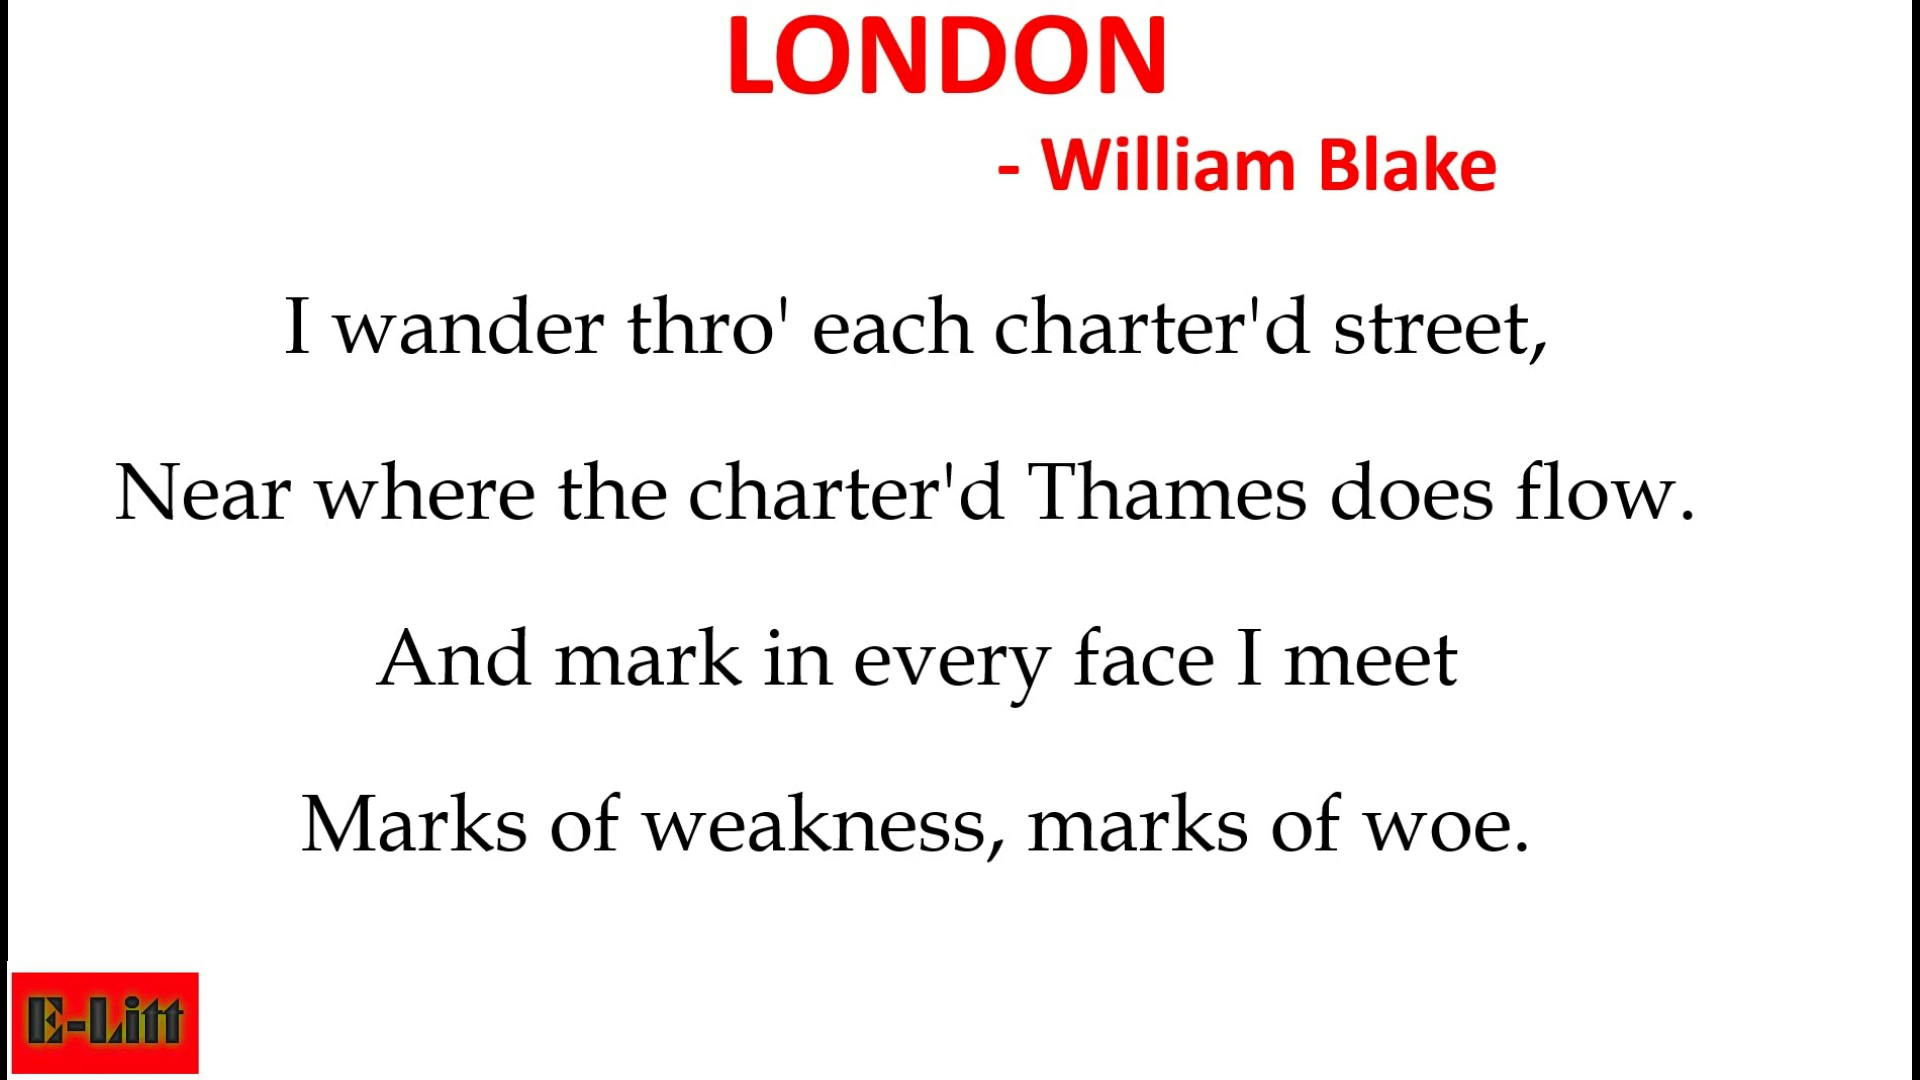 LONDON
- William Blake
I wander thro' each charter'd street,
Near where the charter'd Thames does flow.
And mark in every face I meet
Marks of weakness, marks of woe.
E-Litt